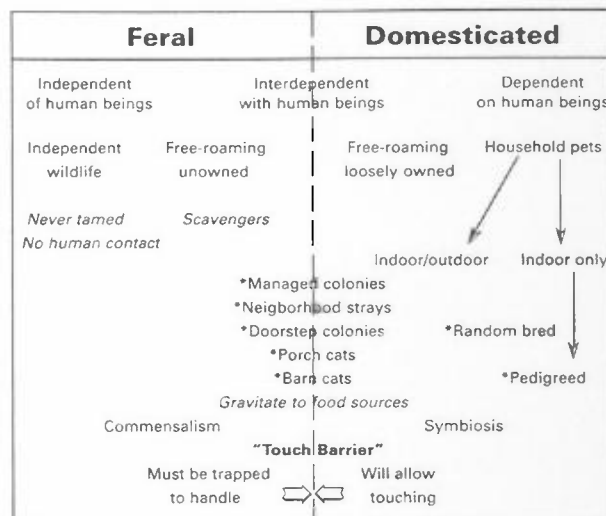 Feral Domesticated
Independent Interdependent Dependent
of human beings with human beings on human beings
Independent Free-roaming Free-roaming Household pets
wildlife unowned loosely owned
Never tamed Scavengers
No human contact
Indoor/outdoor Indoor only
*Managed colonies
*Neigborhood strays
*Doorstep colonies *Random bred
*Porch cats
*Barn cats *Pedigreed
Gravitate to food sources
Commensalism Symbiosis
"Touch Barrier"
Must be trapped Will allow
to handle touching